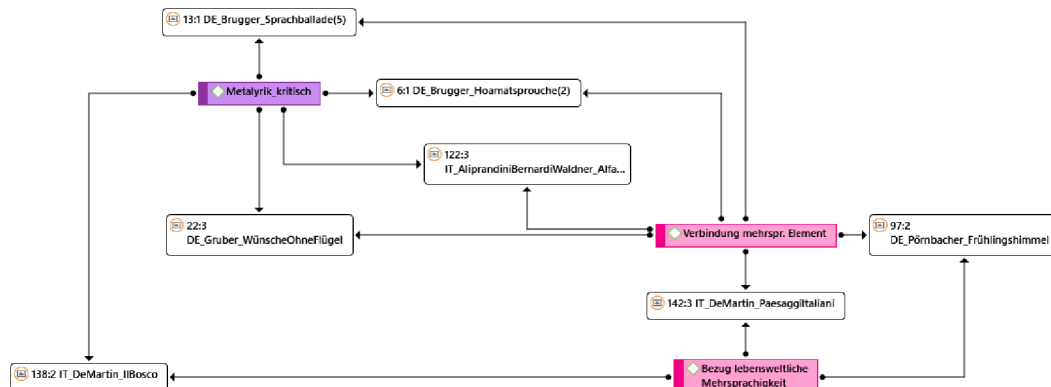 13:1 DE_Brugger_Sprachballade(5)
Metalyrik_kritisch
6:1 DE_Brugger_Hoamatsprouche(2)
122:3
IT_AliprandiniBernardiWaldner_Alfa...
22:3
DE_Gruber_WünscheOhneFlügel
Verbindung mehrspr. Element
97:2
DE_Pörnbacher_Frühlingshimmel
142:3 IT_DeMartin_PaesaggiItaliani
138:2 IT_DeMartin_IlBosco
Bezug lebensweltliche
Mehrsprachigkeit